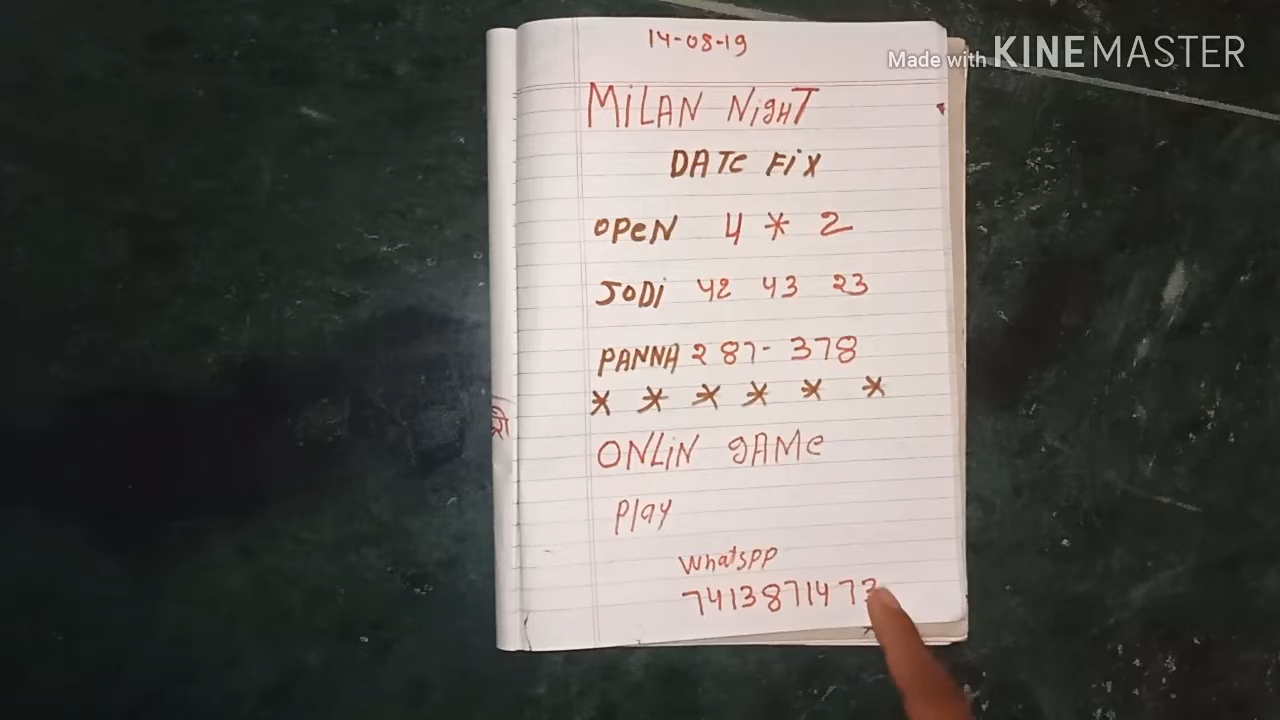 14-08-19
Made with KINEMASTER
MiLAN NigHT
DATe Fix
OPeN 4 * 2
JODi 42 43 23
PANNA 287- 378
* * * * * *
ONLiN gAMe
Play
Whatspp
7413871473